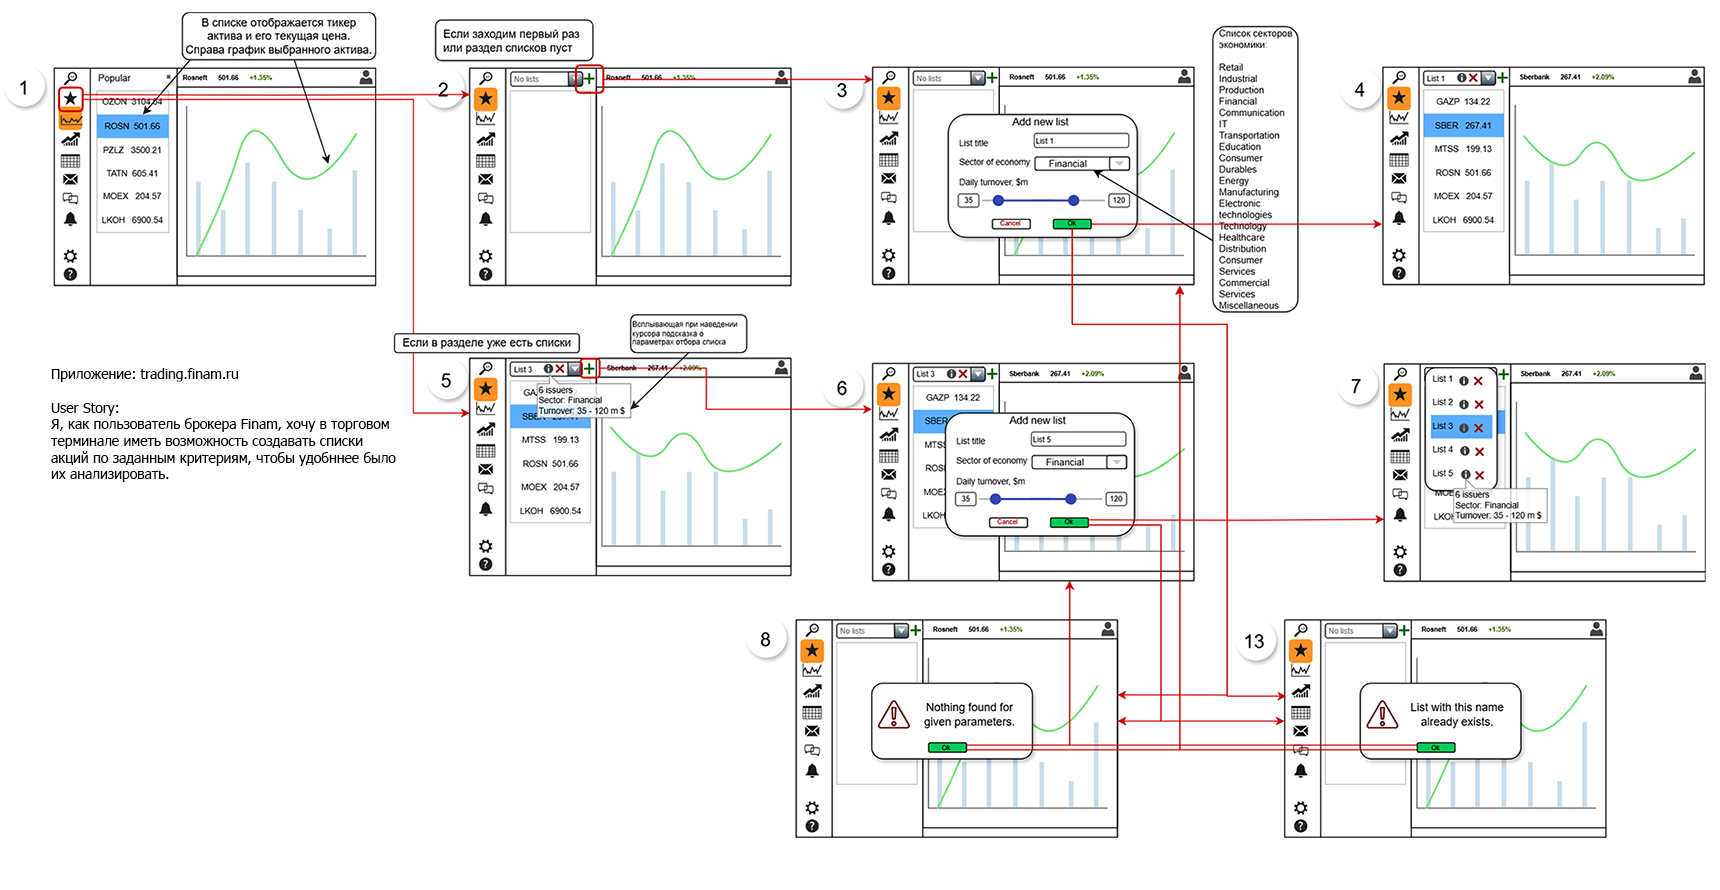 В списке отображается тикер
актива и его текущая цена.
Справа график выбранного актива.
1
Popular
Rosneft 501.66 +1.35%
OZON 3104.64
ROSN 501.66
PZLZ 3500.21
TATN 605.41
MOEX 204.57
LKOH 6900.54
Если заходим первый раз
или раздел списков пуст
2
No lists
Rosneft 501.66 +1.35%
3
No lists
Rosneft 501.66 +1.35%
Add new list
List title List 1
Sector of economy Financial
Daily turnover, $m
35 120
Cancel Ok
Список секторов
экономики:
Retail
Industrial
Production
Financial
Communication
IT
Transportation
Education
Consumer
Durables
Energy
Manufacturing
Electronic
technologies
Technology
Healthcare
Distribution
Consumer
Services
Commercial
Services
Miscellaneous
4
List 1
Sberbank 267.41 +2.09%
GAZP 134.22
SBER 267.41
MTSS 199.13
ROSN 501.66
MOEX 204.57
LKOH 6900.54
Приложение: trading.finam.ru
User Story:
Я, как пользователь брокера Finam, хочу в торговом
терминале иметь возможность создавать списки
акций по заданным критериям, чтобы удобннее было
их анализировать.
Если в разделе уже есть списки
Всплывающая при наведении
курсора подсказка о
параметрах отбора списка
5
List 3
Sberbank 267.41 +2.09%
6 issuers
Sector: Financial
Turnover: 35 - 120 m $
GA
SBER 267.41
MTSS 199.13
ROSN 501.66
MOEX 204.57
LKOH 6900.54
6
List 3
Sberbank 267.41 +2.09%
GAZP 134.22
SBER
MTSS
ROS
MOE
LKO
Add new list
List title List 5
Sector of economy Financial
Daily turnover, $m
35 120
Cancel Ok
7
Sberbank 267.41 +2.09%
List 1
List 2
List 3
List 4
List 5
6 issuers
Sector: Financial
Turnover: 35 - 120 m $
MOE
LKO
8
No lists
Rosneft 501.66 +1.35%
Nothing found for
given parameters.
Ok
13
No lists
Rosneft 501.66 +1.35%
List with this name
already exists.
Ok